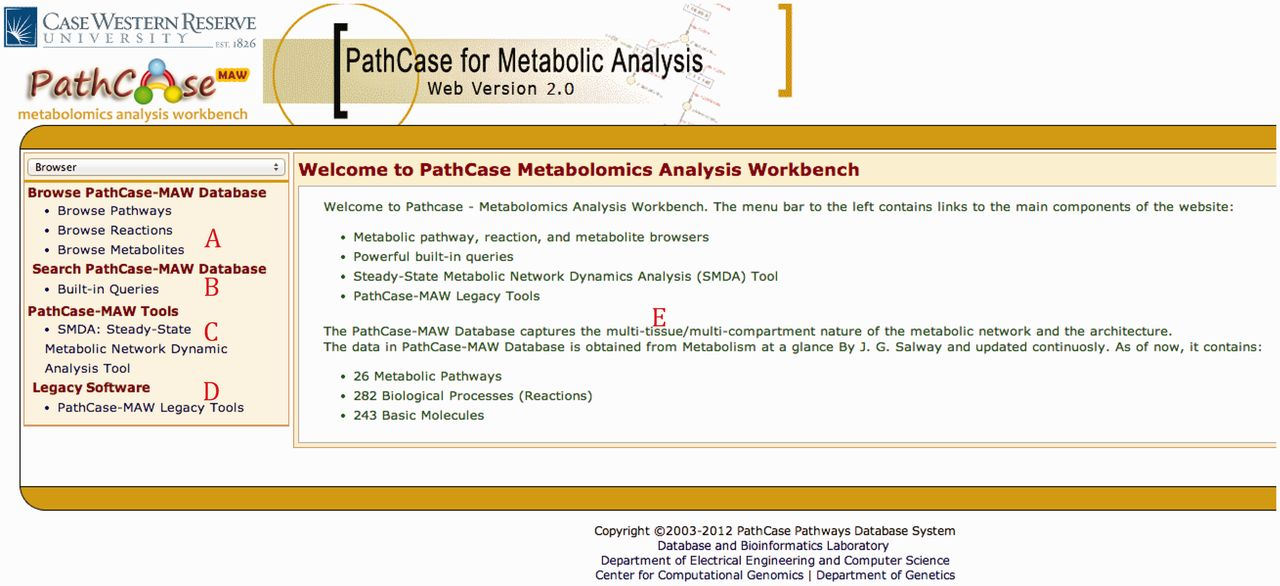 CASE WESTERN RESERVE
UNIVERSITY EST. 1826
PathCase MAW
metabolomics analysis workbench
PathCase for Metabolic Analysis
Web Version 2.0
Browser
Browse PathCase-MAW Database
• Browse Pathways
• Browse Reactions
• Browse Metabolites
A
Search PathCase-MAW Database
• Built-in Queries
B
PathCase-MAW Tools
• SMDA: Steady-State
Metabolic Network Dynamic
Analysis Tool
C
Legacy Software
D
• PathCase-MAW Legacy Tools
Welcome to PathCase Metabolomics Analysis Workbench
Welcome to Pathcase - Metabolomics Analysis Workbench. The menu bar to the left contains links to the main components of the website:
• Metabolic pathway, reaction, and metabolite browsers
• Powerful built-in queries
• Steady-State Metabolic Network Dynamics Analysis (SMDA) Tool
• PathCase-MAW Legacy Tools
E
The PathCase-MAW Database captures the multi-tissue/multi-compartment nature of the metabolic network and the architecture.
The data in PathCase-MAW Database is obtained from Metabolism at a glance By J. G. Salway and updated continuosly. As of now, it contains:
• 26 Metabolic Pathways
• 282 Biological Processes (Reactions)
• 243 Basic Molecules
Copyright ©2003-2012 PathCase Pathways Database System
Database and Bioinformatics Laboratory
Department of Electrical Engineering and Computer Science
Center for Computational Genomics | Department of Genetics